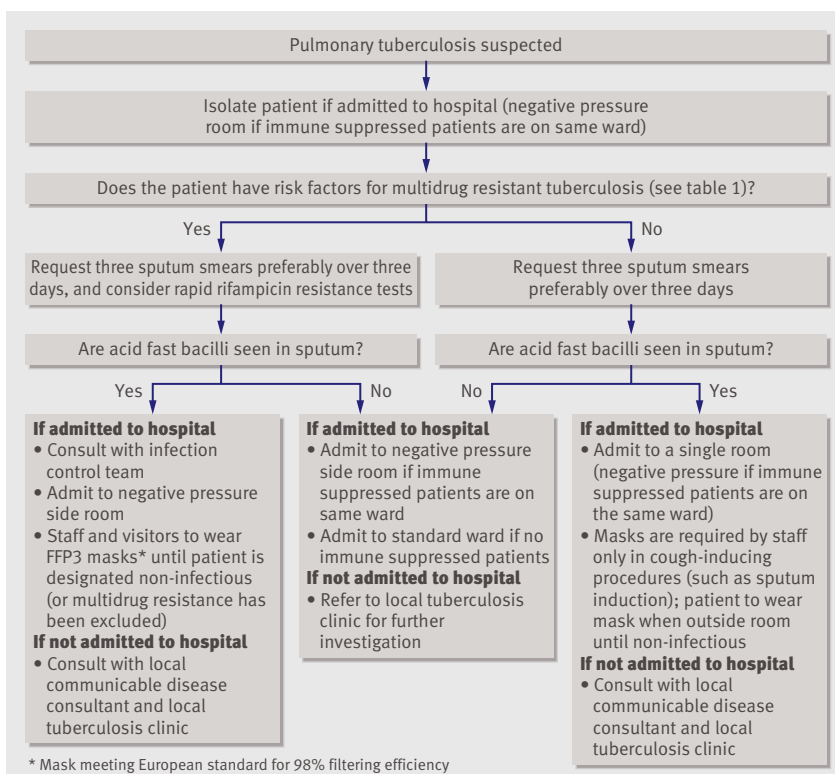 Pulmonary tuberculosis suspected
Isolate patient if admitted to hospital (negative pressure
room if immune suppressed patients are on same ward)
Does the patient have risk factors for multidrug resistant tuberculosis (see table 1)?
Yes
No
Request three sputum smears preferably over three
days, and consider rapid rifampicin resistance tests
Request three sputum smears
preferably over three days
Are acid fast bacilli seen in sputum?
Are acid fast bacilli seen in sputum?
Yes
No
No
Yes
If admitted to hospital
• Consult with infection
control team
• Admit to negative pressure
side room
• Staff and visitors to wear
FFP3 masks* until patient is
designated non-infectious
(or multidrug resistance has
been excluded)
If not admitted to hospital
• Consult with local
communicable disease
consultant and local
tuberculosis clinic
If admitted to hospital
• Admit to negative pressure
side room if immune
suppressed patients are on
same ward
• Admit to standard ward if no
immune suppressed patients
If not admitted to hospital
• Refer to local tuberculosis
clinic for further
investigation
If admitted to hospital
• Admit to a single room
(negative pressure if immune
suppressed patients are on
the same ward)
• Masks are required by staff
only in cough-inducing
procedures (such as sputum
induction); patient to wear
mask when outside room
until non-infectious
If not admitted to hospital
• Consult with local
communicable disease
consultant and local
tuberculosis clinic
* Mask meeting European standard for 98% filtering efficiency